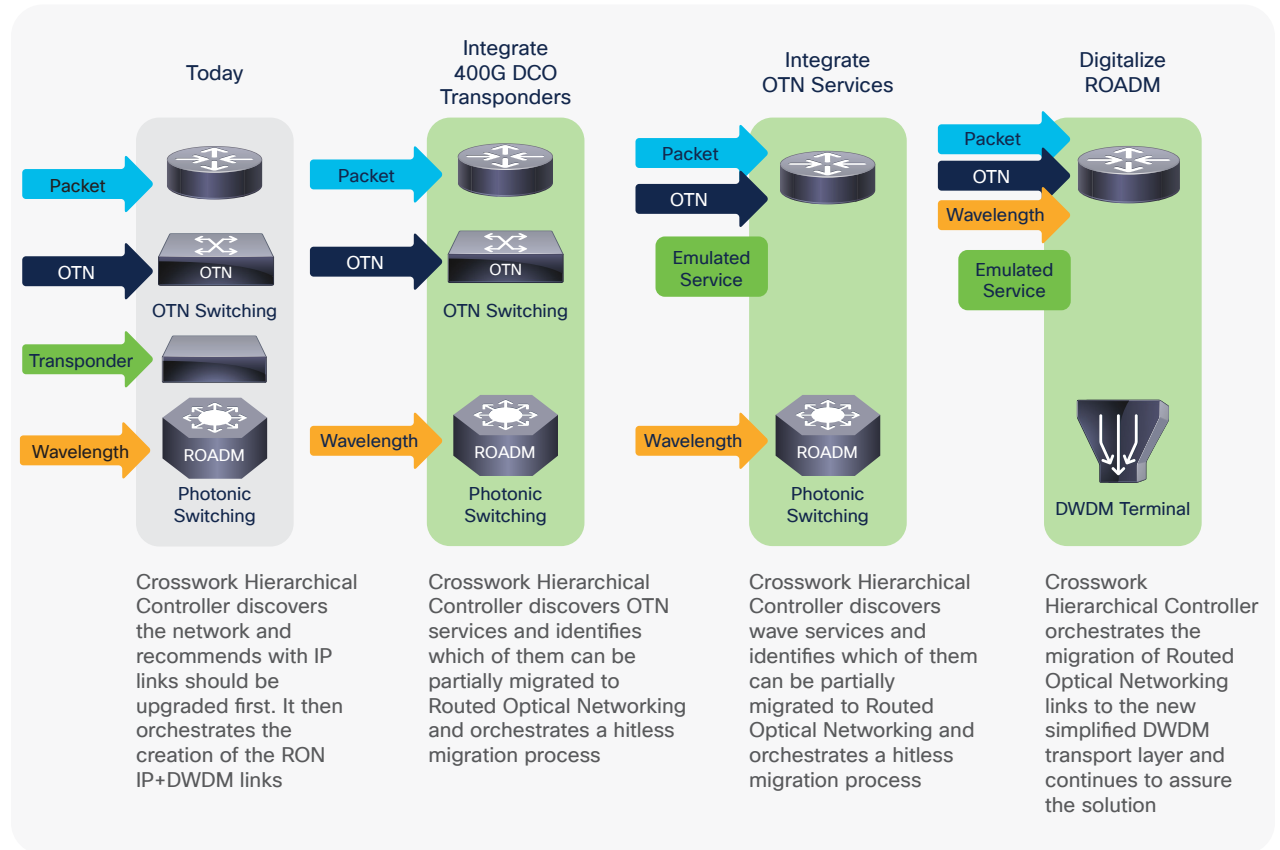 Today
Packet
OTN
OTN
OTN Switching
Transponder
Wavelength
ROADM
Photonic
Switching
Crosswork Hierarchical
Controller discovers
the network and
recommends with IP
links should be
upgraded first. It then
orchestrates the
creation of the RON
IP+DWDM links
Integrate
400G DCO
Transponders
Packet
OTN
OTN
OTN Switching
Wavelength
ROADM
Photonic
Switching
Crosswork Hierarchical
Controller discovers OTN
services and identifies
which of them can be
partially migrated to
Routed Optical Networking
and orchestrates a hitless
migration process
Integrate
OTN Services
Packet
OTN
Emulated
Service
Wavelength
ROADM
Photonic
Switching
Crosswork Hierarchical
Controller discovers
wave services and
identifies which of them
can be partially
migrated to Routed
Optical Networking and
orchestrates a hitless
migration process
Digitalize
ROADM
Packet
OTN
Wavelength
Emulated
Service
DWDM Terminal
Crosswork
Hierarchical Controller
orchestrates the
migration of Routed
Optical Networking
links to the new
simplified DWDM
transport layer and
continues to assure
the solution